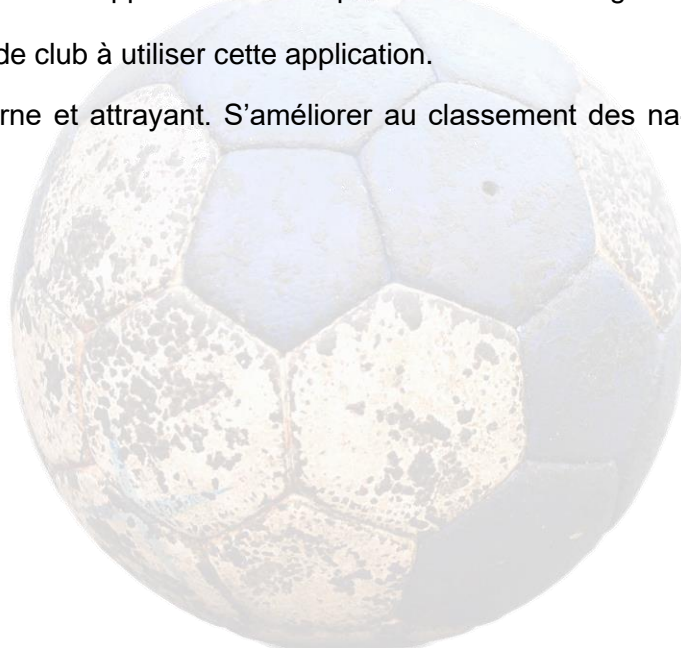 de club à utiliser cette application.
rne et attrayant. S’améliorer au classement des na